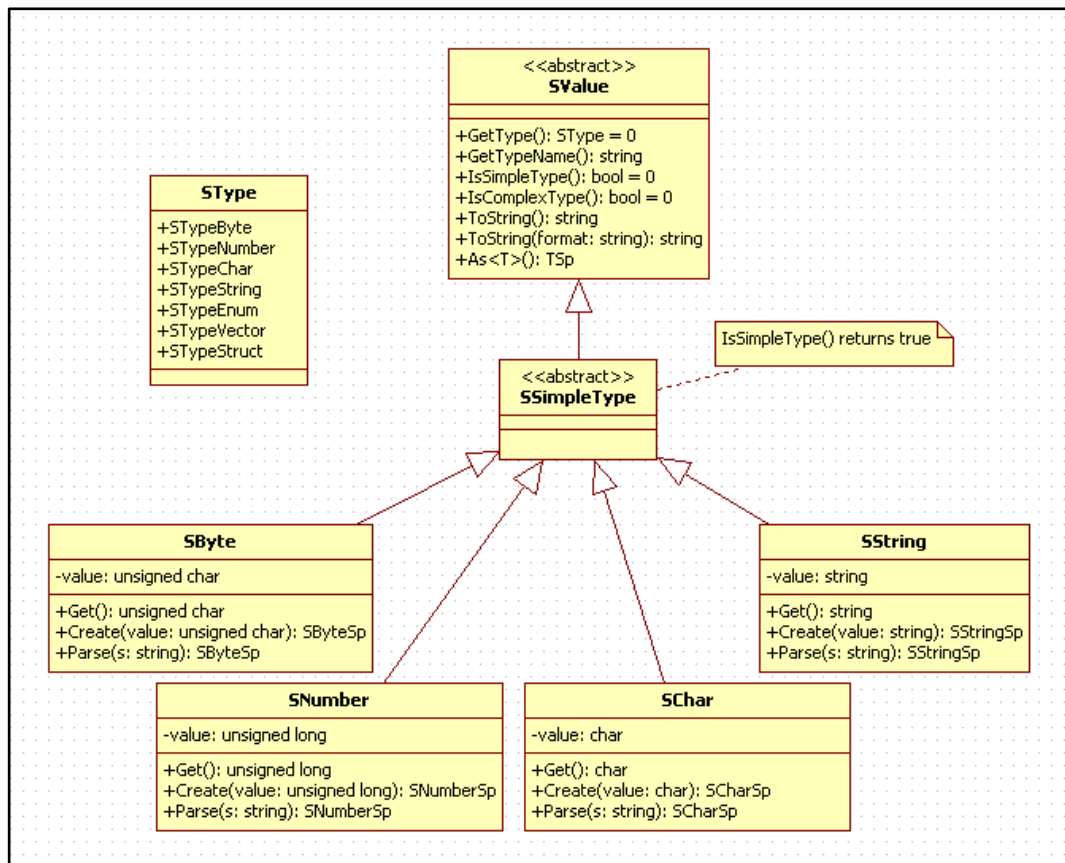 <<abstract>>
SValue
+GetType(): SType = 0
+GetTypeName(): string
+IsSimpleType(): bool = 0
+IsComplexType(): bool = 0
+ToString(): string
+ToString(format: string): string
+As<T>(): TSp
SType
+STypeByte
+STypeNumber
+STypeChar
+STypeString
+STypeEnum
+STypeVector
+STypeStruct
IsSimpleType() returns true
<<abstract>>
SSimpleType
SByte
-value: unsigned char
+Get(): unsigned char
+Create(value: unsigned char): SByteSp
+Parse(s: string): SByteSp
SString
-value: string
+Get(): string
+Create(value: string): SStringSp
+Parse(s: string): SStringSp
SNumber
-value: unsigned long
+Get(): unsigned long
+Create(value: unsigned long): SNumberSp
+Parse(s: string): SNumberSp
SChar
-value: char
+Get(): char
+Create(value: char): SCharSp
+Parse(s: string): SCharSp